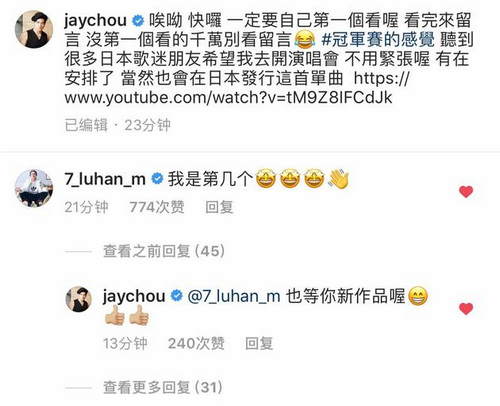 jaychou 唉呦 快囉 一定要自己第一個看喔 看完來留
言 沒第一個看的千萬別看留言😂 #冠軍賽的感覺 聽到
很多日本歌迷朋友希望我去開演唱會 不用緊張喔 有在
安排了 當然也會在日本發行這首單曲 https://
www.youtube.com/watch?v=tM9Z8IFCdJk
已编辑 · 23分钟
7_luhan_m 我是第几个🤩🤩🤩👋
21分钟 774次赞 回复
查看之前回复 (45)
jaychou @7_luhan_m 也等你新作品喔😁
👍🏼👍🏼
13分钟 240次赞 回复
查看更多回复 (31)